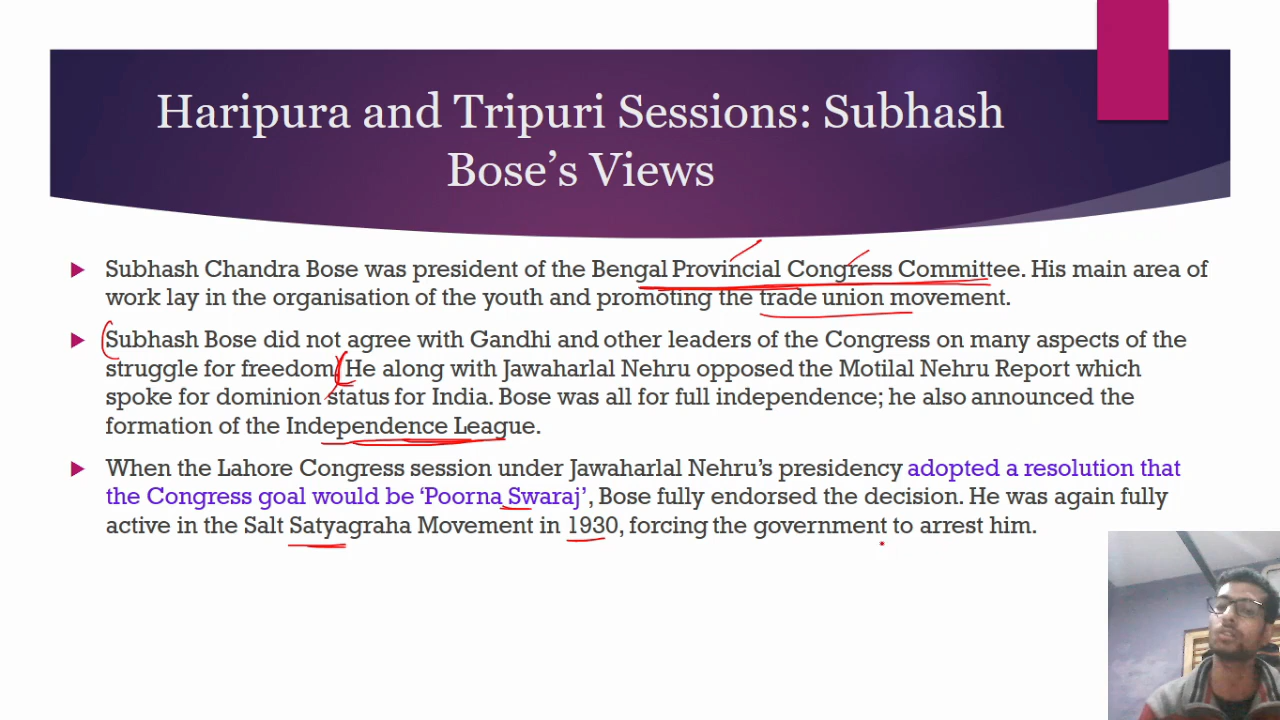 Haripura and Tripuri Sessions: Subhash
Bose’s Views
Subhash Chandra Bose was president of the Bengal Provincial Congress Committee. His main area of
work lay in the organisation of the youth and promoting the trade union movement.
Subhash Bose did not agree with Gandhi and other leaders of the Congress on many aspects of the
struggle for freedom. He along with Jawaharlal Nehru opposed the Motilal Nehru Report which
spoke for dominion status for India. Bose was all for full independence; he also announced the
formation of the Independence League.
When the Lahore Congress session under Jawaharlal Nehru’s presidency adopted a resolution that
the Congress goal would be ‘Poorna Swaraj’, Bose fully endorsed the decision. He was again fully
active in the Salt Satyagraha Movement in 1930, forcing the government to arrest him.